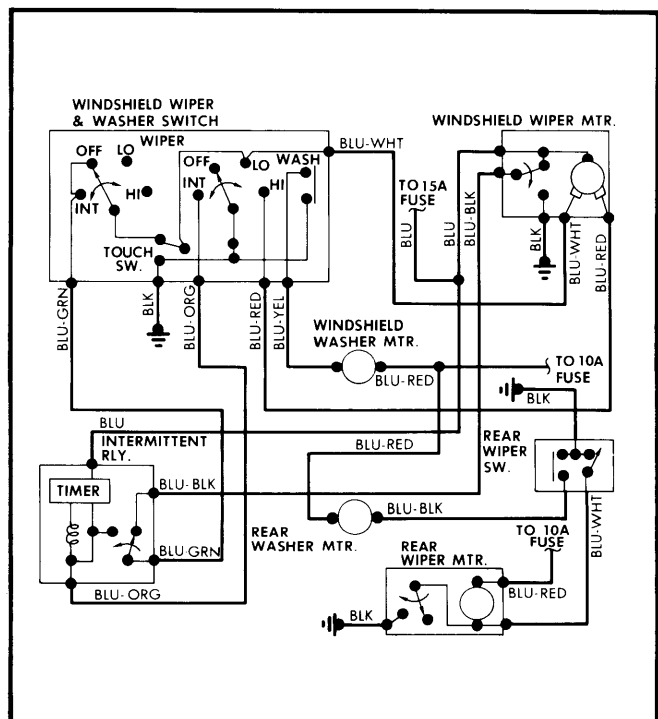 WINDSHIELD WIPER
& WASHER SWITCH
WIPER
OFF
LO
INT
HI
OFF
INT
LO
HI
WASH
TOUCH
SW.
BLU-WHT
WINDSHIELD WIPER MTR.
TO 15A
FUSE
BLU
BLU
BLU-BLK
BLK
BLU-WHT
BLU-RED
BLU-GRN
BLK
BLU-ORG
BLU-RED
BLU-YEL
WINDSHIELD
WASHER MTR.
BLU-RED
TO 10A
FUSE
BLK
BLU
INTERMITTENT
RLY.
TIMER
BLU-BLK
BLU-GRN
BLU-ORG
BLU-RED
REAR
WIPER
SW.
REAR
WASHER MTR.
BLU-BLK
BLU-WHT
TO 10A
FUSE
REAR
WIPER MTR.
BLU-RED
BLK